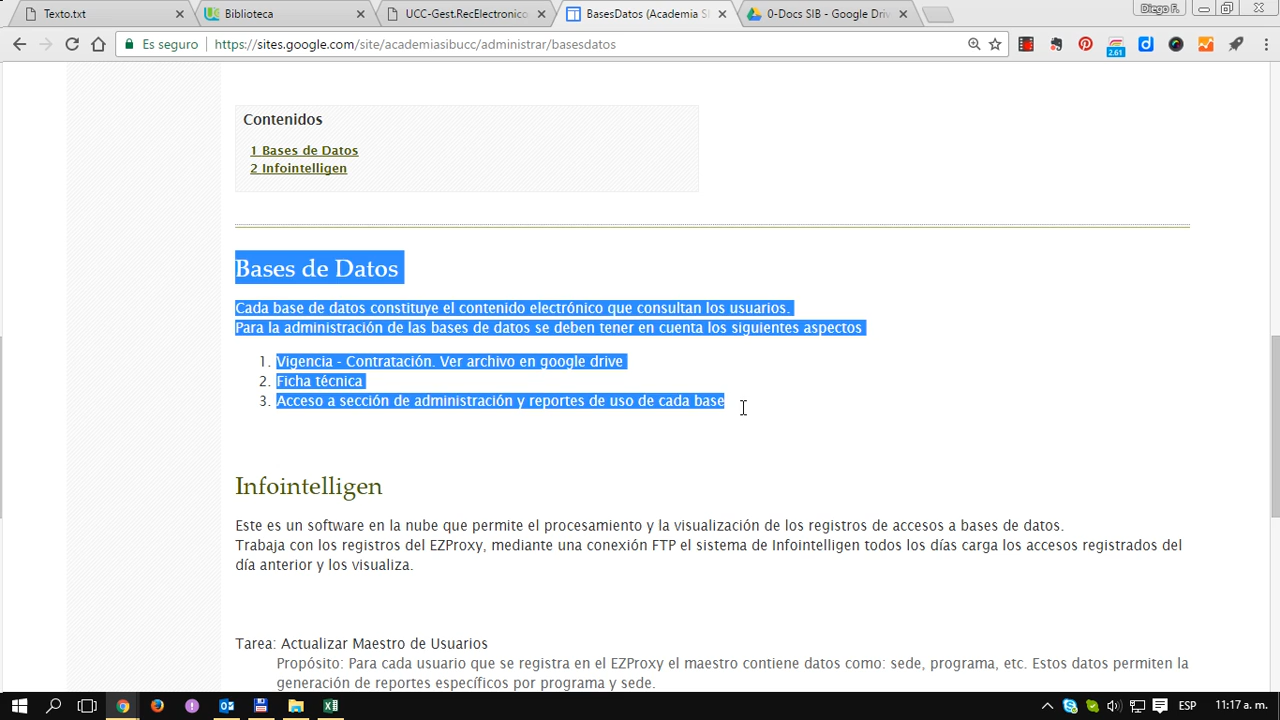 Texto.txt
Biblioteca
UCC-Gest.RecElectronico
BasesDatos (Academia S
0-Docs SIB - Google Driv
Diego F.
Es seguro
https://sites.google.com/site/academiasibucc/administrar/basesdatos
2.61
Contenidos
1 Bases de Datos
2 Infointelligen
Bases de Datos
Cada base de datos constituye el contenido electrónico que consultan los usuarios.
Para la administración de las bases de datos se deben tener en cuenta los siguientes aspectos
1. Vigencia - Contratación. Ver archivo en google drive
2. Ficha técnica
3. Acceso a sección de administración y reportes de uso de cada base
Infointelligen
Este es un software en la nube que permite el procesamiento y la visualización de los registros de accesos a bases de datos.
Trabaja con los registros del EZProxy, mediante una conexión FTP el sistema de Infointelligen todos los días carga los accesos registrados del
día anterior y los visualiza.
Tarea: Actualizar Maestro de Usuarios
Propósito: Para cada usuario que se registra en el EZProxy el maestro contiene datos como: sede, programa, etc. Estos datos permiten la
generación de reportes específicos por programa y sede.
ESP
11:17 a. m.